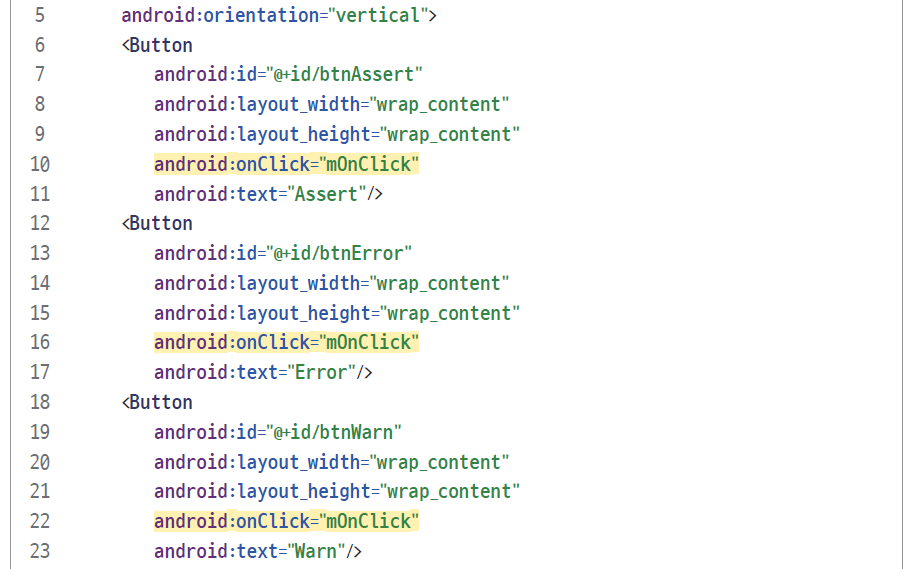 5 android:orientation="vertical">
6 <Button
7 android:id="@+id/btnAssert"
8 android:layout_width="wrap_content"
9 android:layout_height="wrap_content"
10 android:onClick="mOnClick"
11 android:text="Assert"/>
12 <Button
13 android:id="@+id/btnError"
14 android:layout_width="wrap_content"
15 android:layout_height="wrap_content"
16 android:onClick="mOnClick"
17 android:text="Error"/>
18 <Button
19 android:id="@+id/btnWarn"
20 android:layout_width="wrap_content"
21 android:layout_height="wrap_content"
22 android:onClick="mOnClick"
23 android:text="Warn"/>